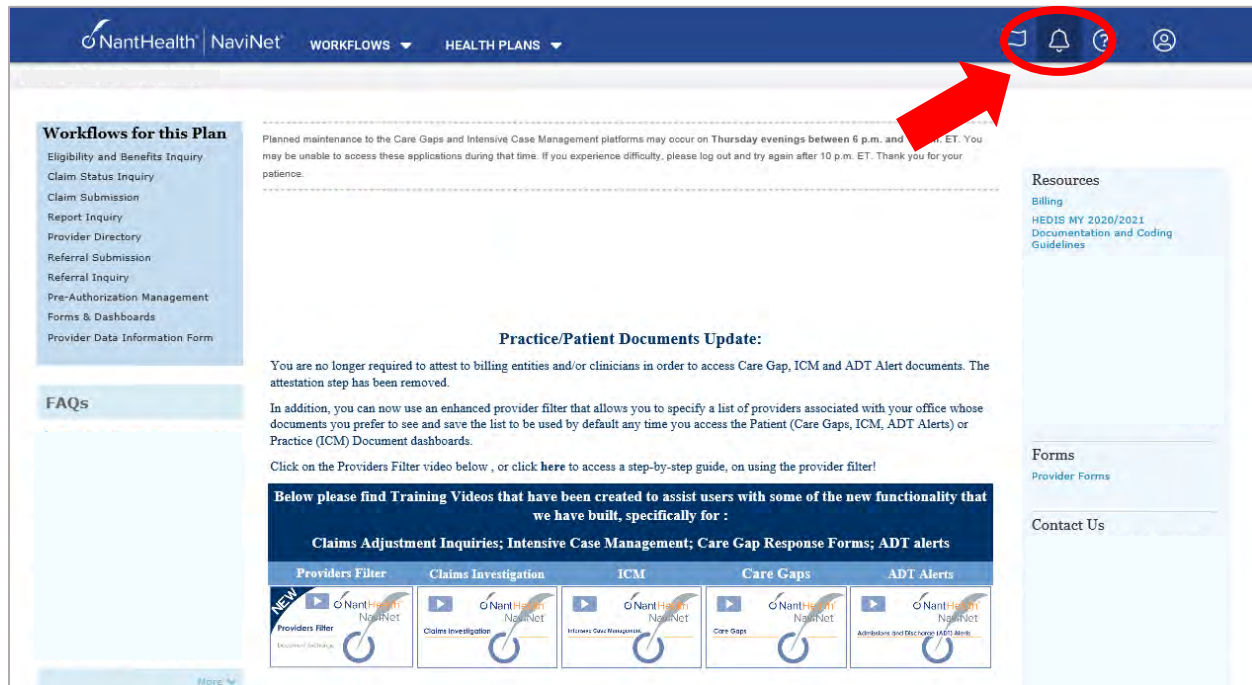 NantHealth® NaviNet®
WORKFLOWS
HEALTH PLANS
Workflows for this Plan
Eligibility and Benefits Inquiry
Claim Status Inquiry
Claim Submission
Report Inquiry
Provider Directory
Referral Submission
Referral Inquiry
Pre-Authorization Management
Forms & Dashboards
Provider Data Information Form
FAQs
More
Planned maintenance to the Care Gaps and Intensive Case Management platforms may occur on Thursday evenings between 6 p.m. and ET. You
may be unable to access these applications during that time. If you experience difficulty, please log out and try again after 10 p.m. ET. Thank you for your
patience.
Practice/Patient Documents Update:
You are no longer required to attest to billing entities and/or clinicians in order to access Care Gap, ICM and ADT Alert documents. The
attestation step has been removed.
In addition, you can now use an enhanced provider filter that allows you to specify a list of providers associated with your office whose
documents you prefer to see and save the list to be used by default any time you access the Patient (Care Gaps, ICM, ADT Alerts) or
Practice (ICM) Document dashboards.
Click on the Providers Filter video below , or click here to access a step-by-step guide, on using the provider filter!
Below please find Training Videos that have been created to assist users with some of the new functionality that
we have built, specifically for :
Claims Adjustment Inquiries; Intensive Case Management; Care Gap Response Forms; ADT alerts
Providers Filter
Claims Investigation
ICM
Care Gaps
ADT Alerts
NEW
NantHealth
NaviNet
Providers Filter
Document Exchange
NantHealth
NaviNet
Claims Investigation
NantHealth
NaviNet
Intensive Case Management
NantHealth
NaviNet
Care Gaps
NantHealth
NaviNet
Admissions and Discharge (ADT) Alerts
Resources
Billing
HEDIS MY 2020/2021
Documentation and Coding
Guidelines
Forms
Provider Forms
Contact Us